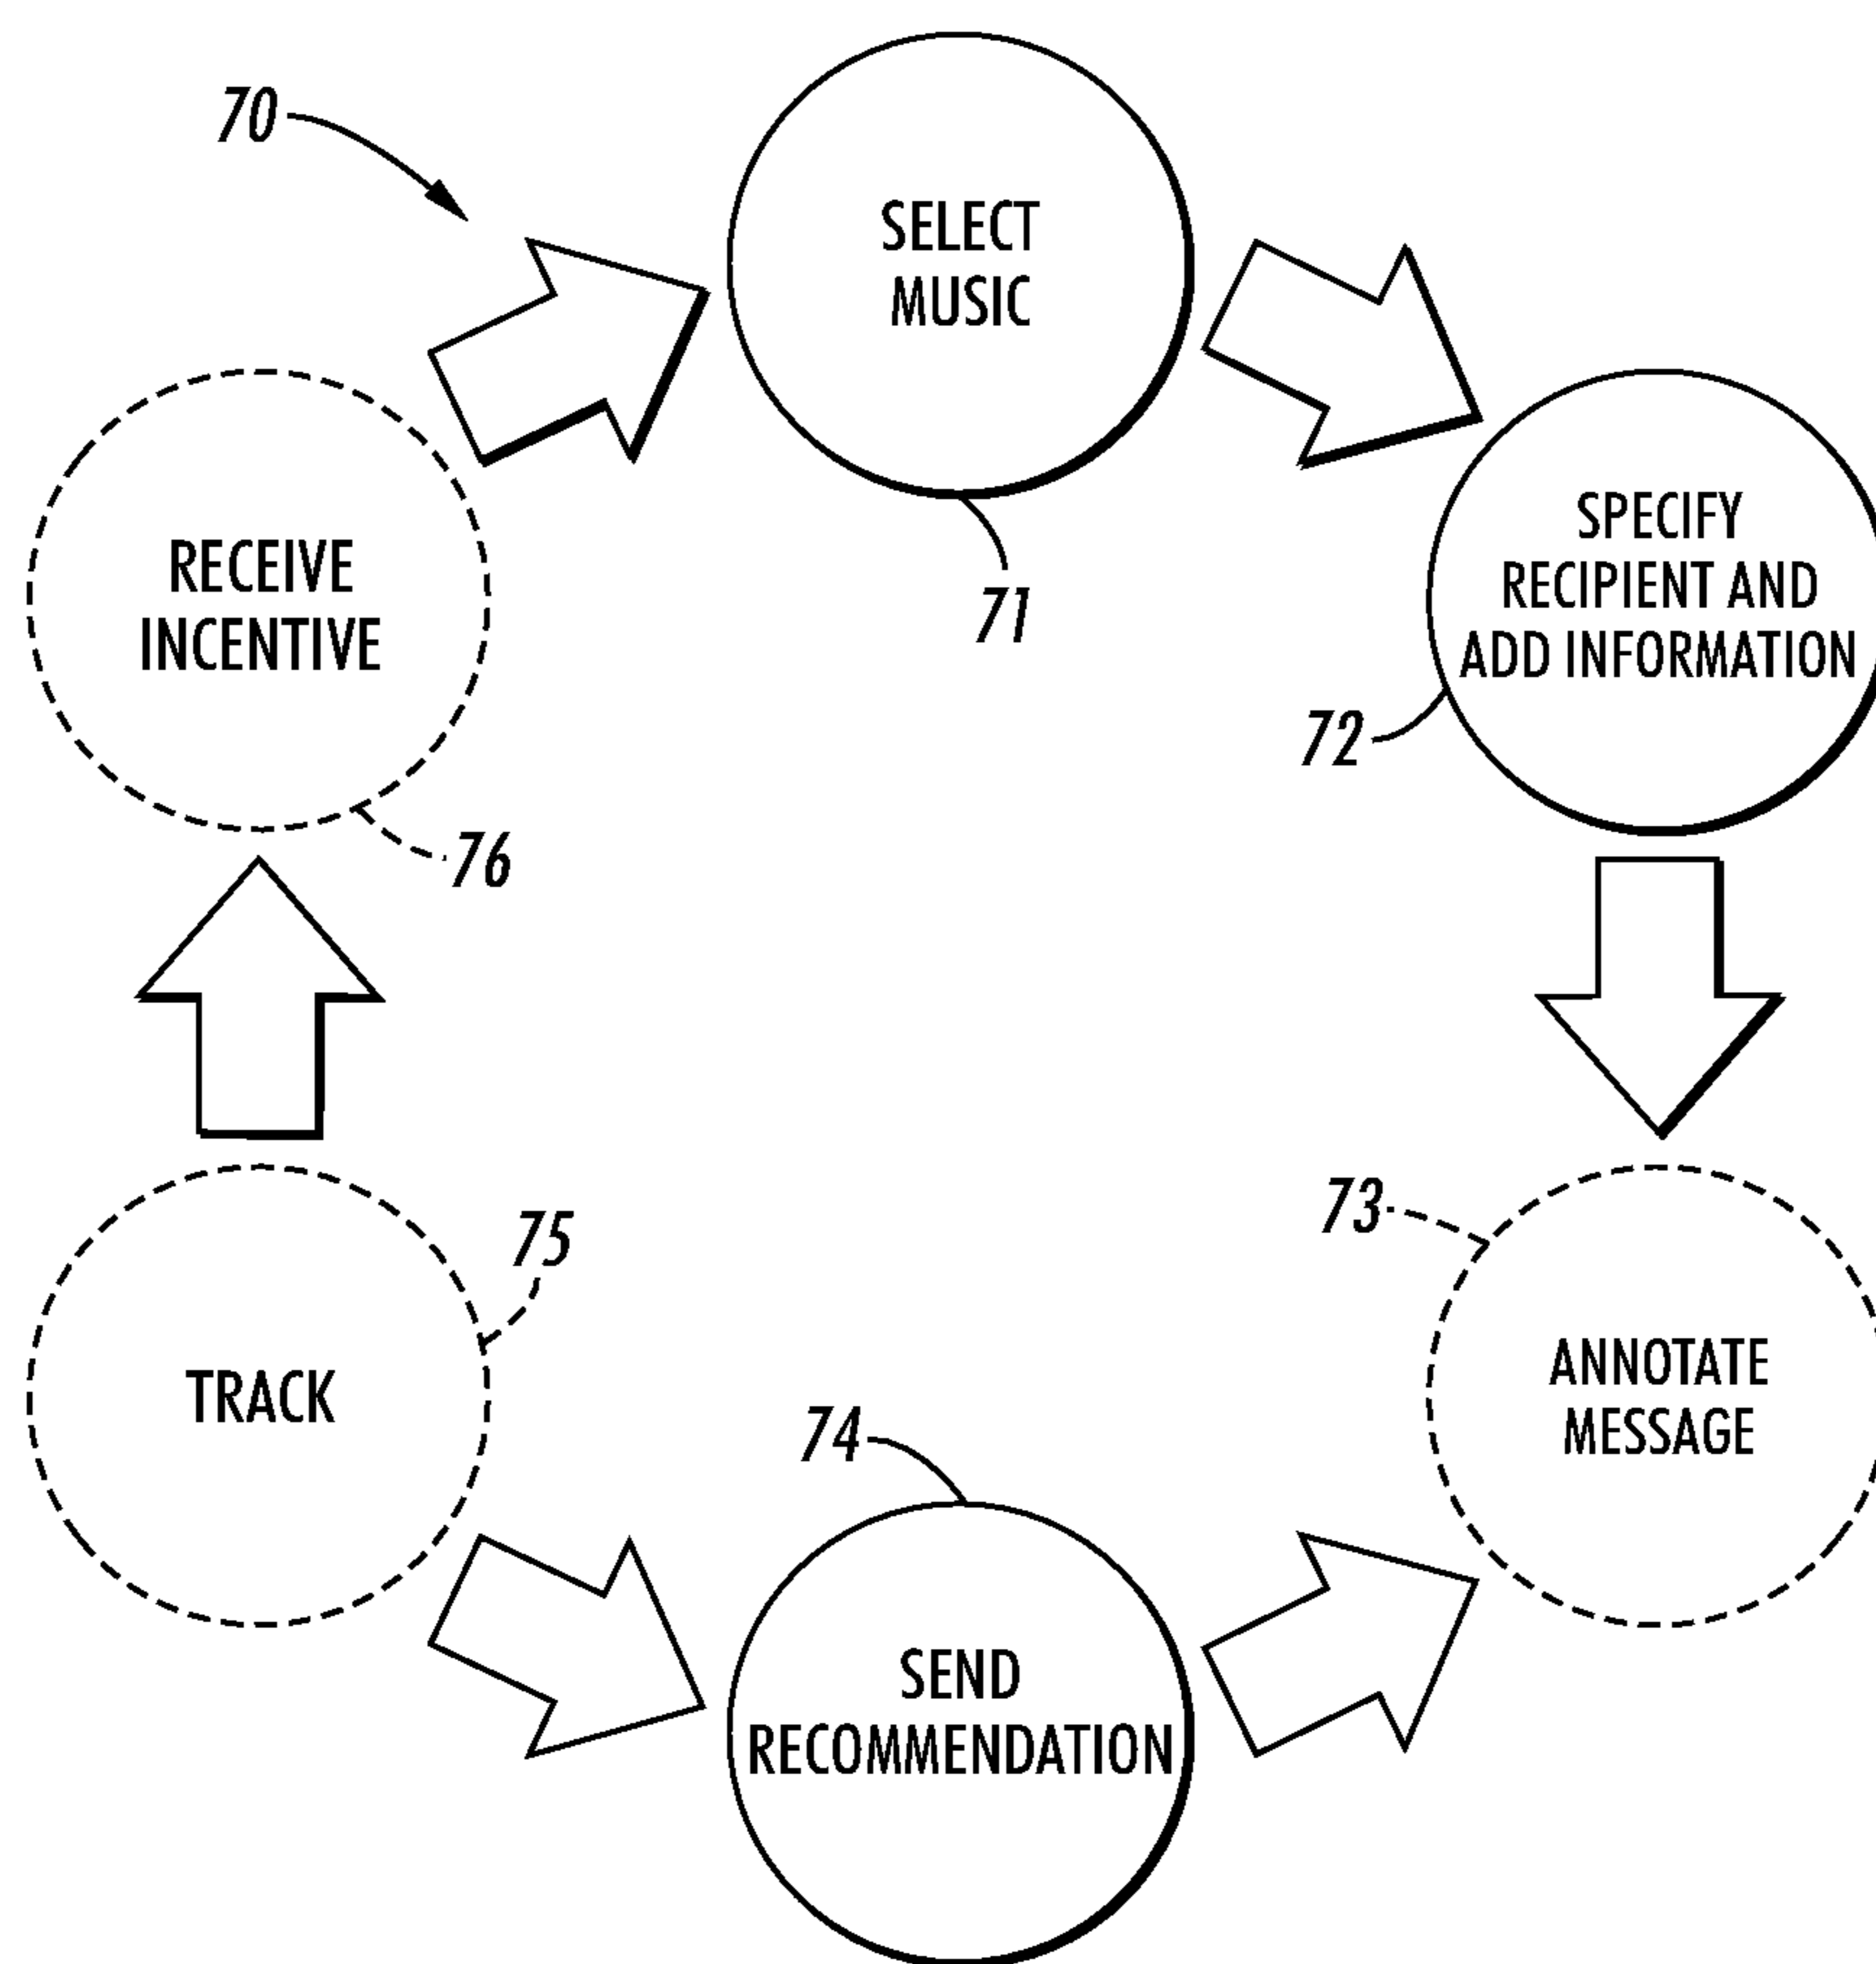 70
SELECT
MUSIC
71
SPECIFY
RECIPIENT AND
ADD INFORMATION
72
RECEIVE
INCENTIVE
76
73
ANNOTATE
MESSAGE
75
TRACK
74
SEND
RECOMMENDATION